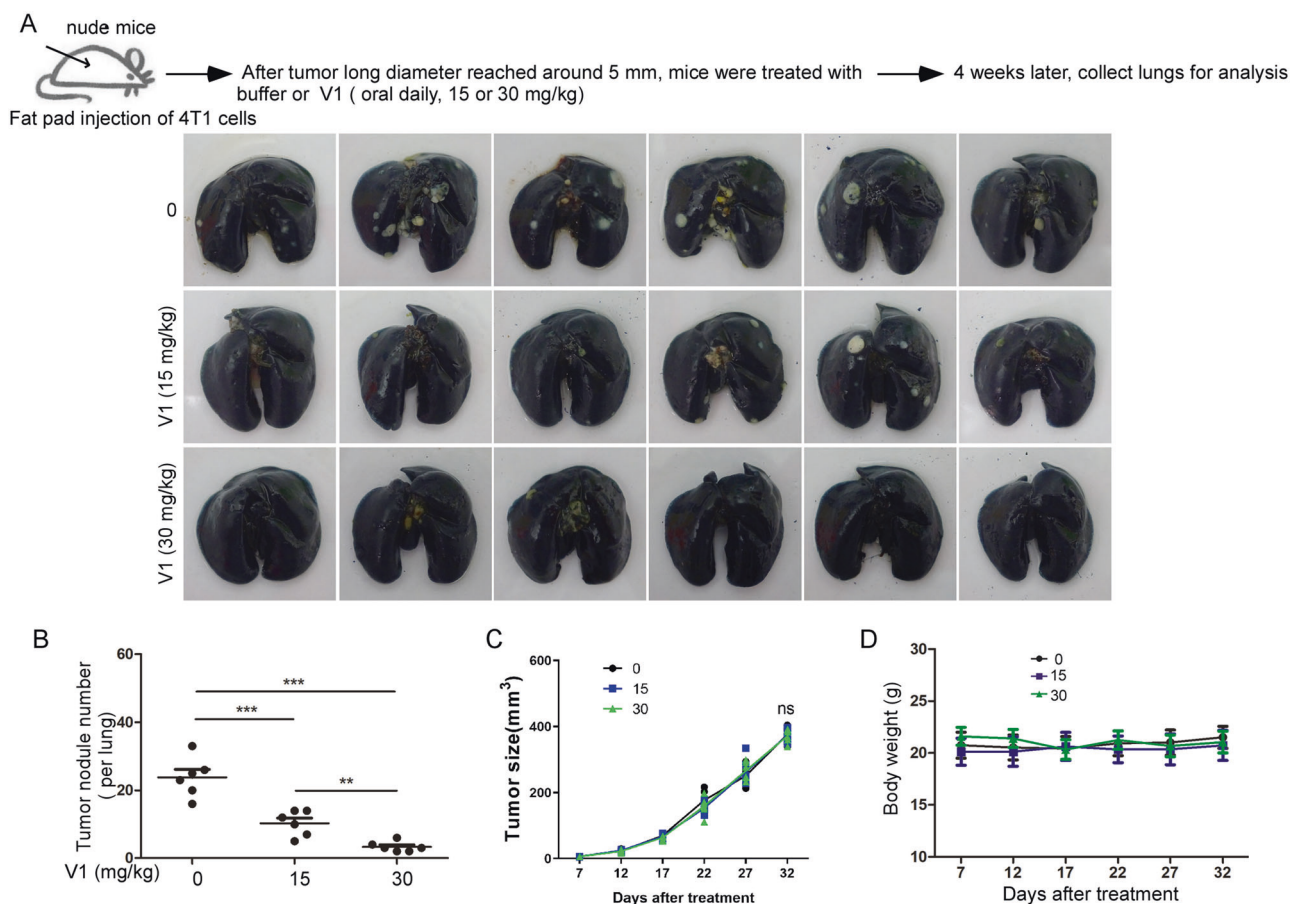 A
nude mice
After tumor long diameter reached around 5 mm, mice were treated with
buffer or V1 ( oral daily, 15 or 30 mg/kg)
4 weeks later, collect lungs for analysis
Fat pad injection of 4T1 cells
0
V1 (15 mg/kg)
V1 (30 mg/kg)
B
Tumor nodule number
( per lung)
60
40
20
0
***
***
**
V1 (mg/kg)
0 15 30
C
Tumor size(mm³)
600
400
200
0
0
15
30
ns
7 12 17 22 27 32
Days after treatment
D
Body weight (g)
30
25
20
15
10
0
15
30
7 12 17 22 27 32
Days after treatment